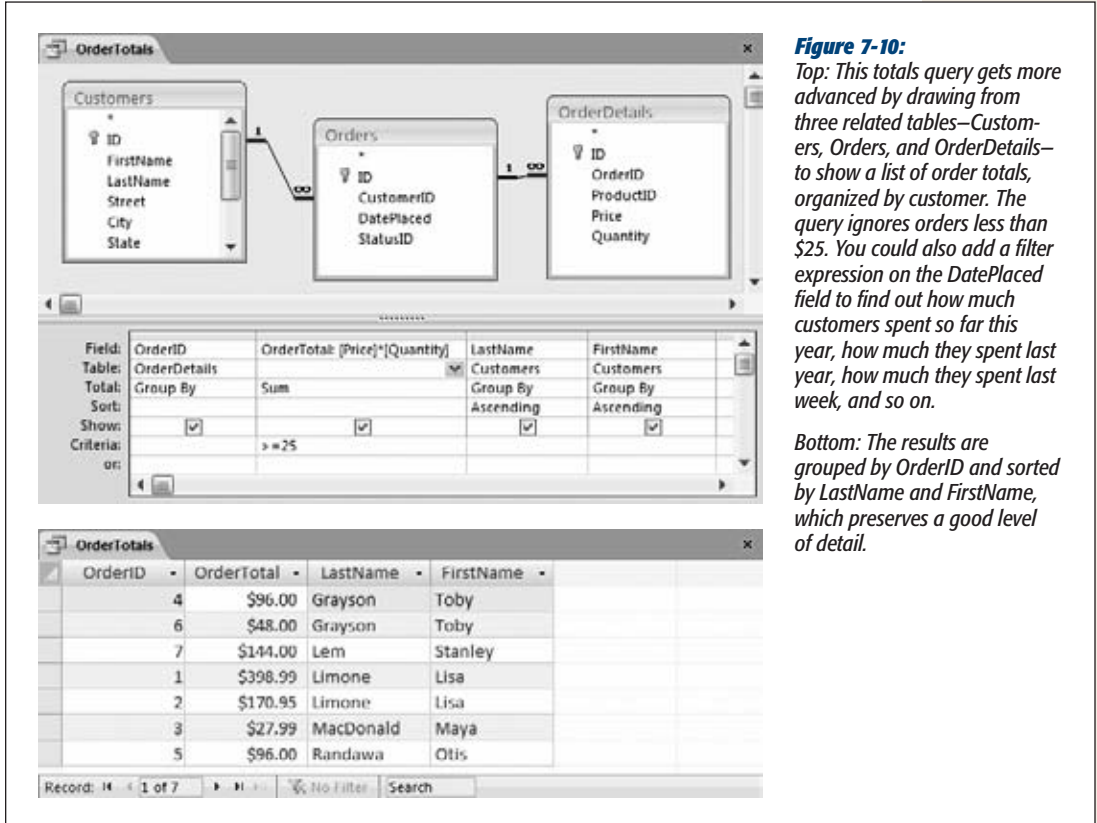 OrderTotals
Customers
*
ID
FirstName
LastName
Street
City
State
1
∞
Orders
*
ID
CustomerID
DatePlaced
StatusID
1
∞
OrderDetails
*
ID
OrderID
ProductID
Price
Quantity
Field: OrderID OrderTotal: [Price]*[Quantity] LastName FirstName
Table: OrderDetails Customers Customers
Total: Group By Sum Group By Group By
Sort: Ascending Ascending
Show:
Criteria: >=25
or:
OrderTotals
OrderID OrderTotal LastName FirstName
4 $96.00 Grayson Toby
6 $48.00 Grayson Toby
7 $144.00 Lem Stanley
1 $398.99 Limone Lisa
2 $170.95 Limone Lisa
3 $27.99 MacDonald Maya
5 $96.00 Randawa Otis
Record: 1 of 7 No Filter Search
Figure 7-10:
Top: This totals query gets more
advanced by drawing from
three related tables—Custom-
ers, Orders, and OrderDetails—
to show a list of order totals,
organized by customer. The
query ignores orders less than
$25. You could also add a filter
expression on the DatePlaced
field to find out how much
customers spent so far this
year, how much they spent last
year, how much they spent last
week, and so on.
Bottom: The results are
grouped by OrderID and sorted
by LastName and FirstName,
which preserves a good level
of detail.